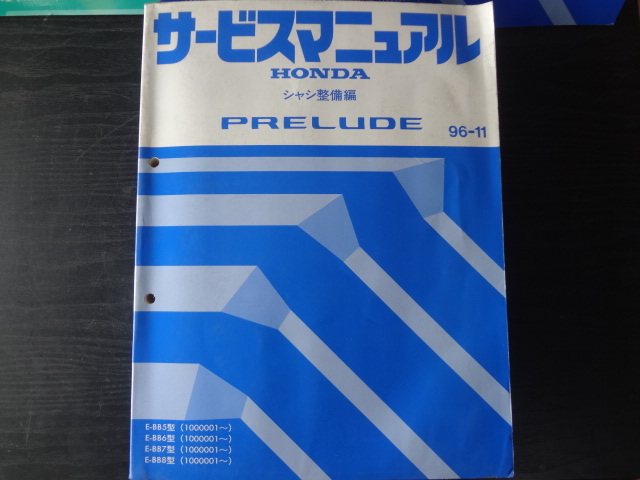 サービスマニュアル
HONDA
シャシ整備編
PRELUDE 96-11
E-BB5型 (1000001~)
E-BB6型 (1000001~)
E-BB7型 (1000001~)
E-BB8型 (1000001~)